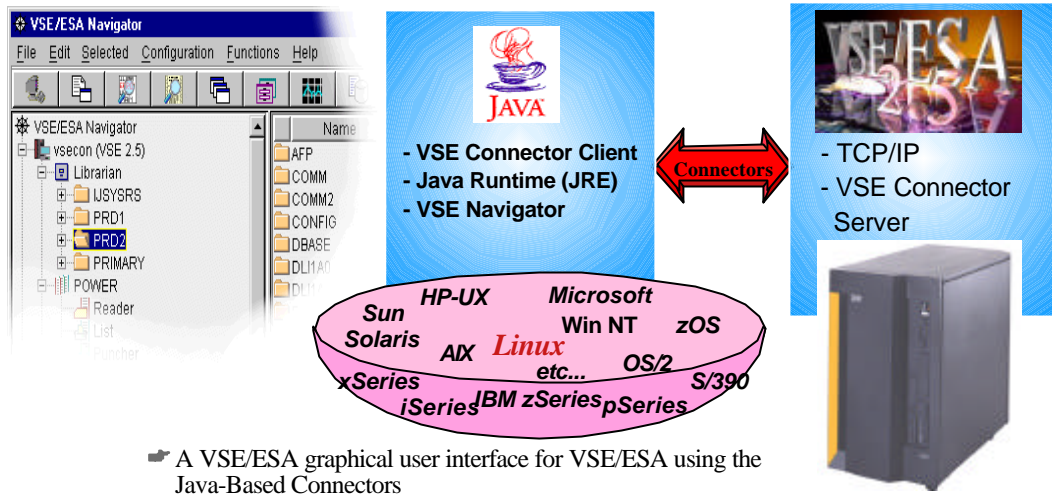 VSE/ESA Navigator
File Edit Selected Configuration Functions Help
VSE/ESA Navigator
vsecon (VSE 2.5)
Librarian
IJSYSRS
PRD1
PRD2
PRIMARY
POWER
Reader
List
Puncher
Name
AFP
COMM
COMM2
CONFIG
DBASE
DLI1A0
JAVA
- VSE Connector Client
- Java Runtime (JRE)
- VSE Navigator
Connectors
VSE/ESA
2.5
- TCP/IP
- VSE Connector
Server
HP-UX
Microsoft
Sun
Solaris
Win NT
zOS
AIX
Linux
etc...
OS/2
S/390
xSeries
iSeries
IBM zSeries
pSeries
☛ A VSE/ESA graphical user interface for VSE/ESA using the
Java-Based Connectors